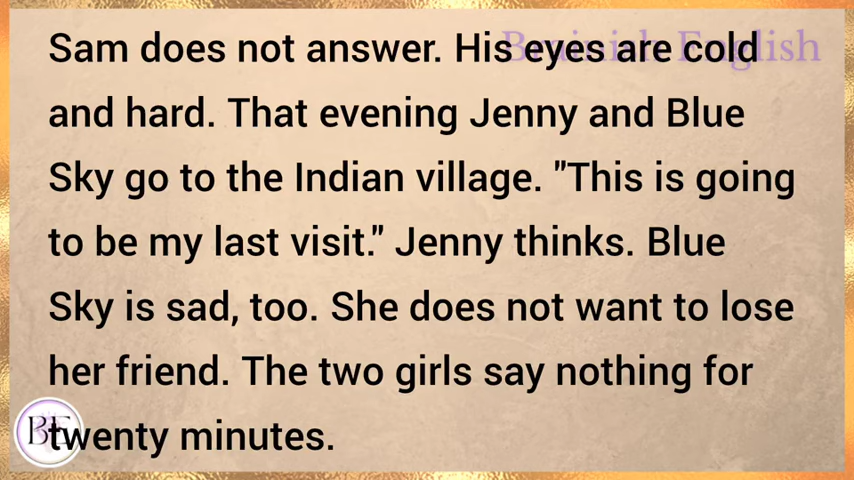 Brainish English
Sam does not answer. His eyes are cold
and hard. That evening Jenny and Blue
Sky go to the Indian village. "This is going
to be my last visit." Jenny thinks. Blue
Sky is sad, too. She does not want to lose
her friend. The two girls say nothing for
twenty minutes.
BE